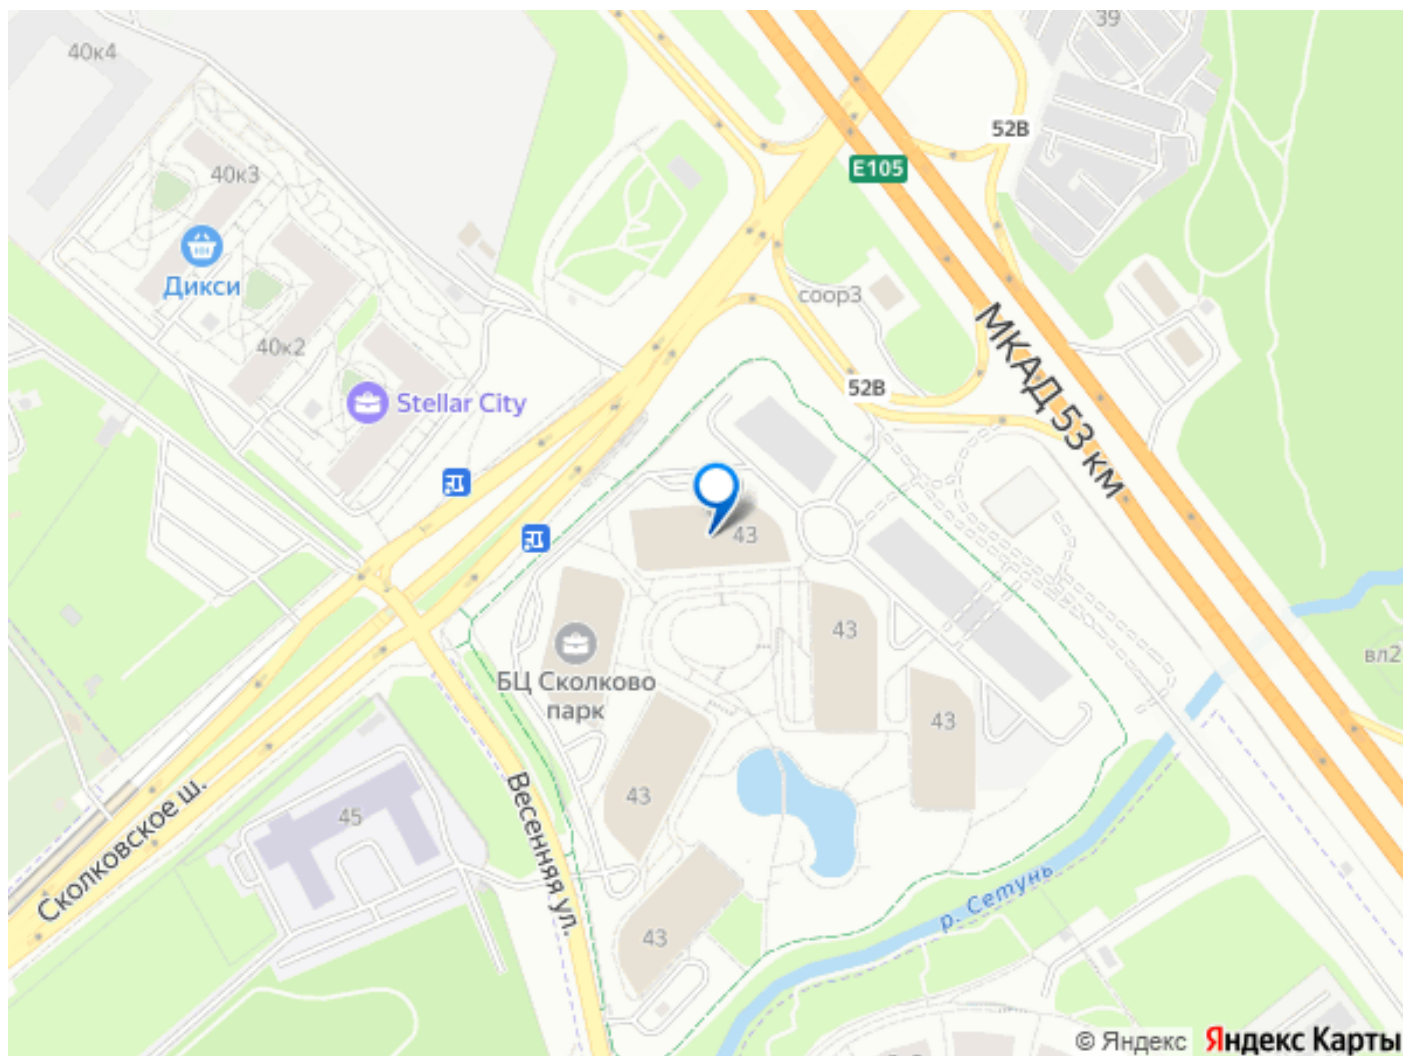 39
40к4
52В
E105
40к3
Дикси
соор3
40к2
МКАД 53 км
52В
Stellar City
43
43
вл2
БЦ Сколково
парк
43
Весенняя ул.
43
Сколковское ш.
45
р. Сетунь
43
© Яндекс
Яндекс Карты